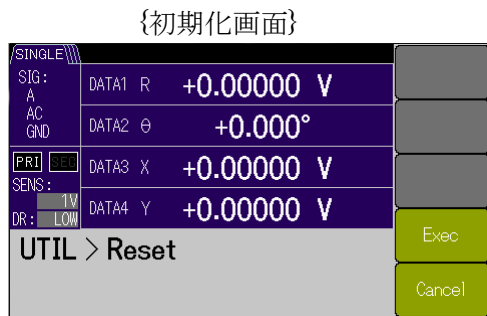 {初期化画面}
SINGLE
SIG:
A
AC
GND
DATA1 R +0.00000 V
DATA2 θ +0.000°
PRI SEC
DATA3 X +0.00000 V
SENS:
1V
DATA4 Y +0.00000 V
DR: LOW
UTIL > Reset
Exec
Cancel